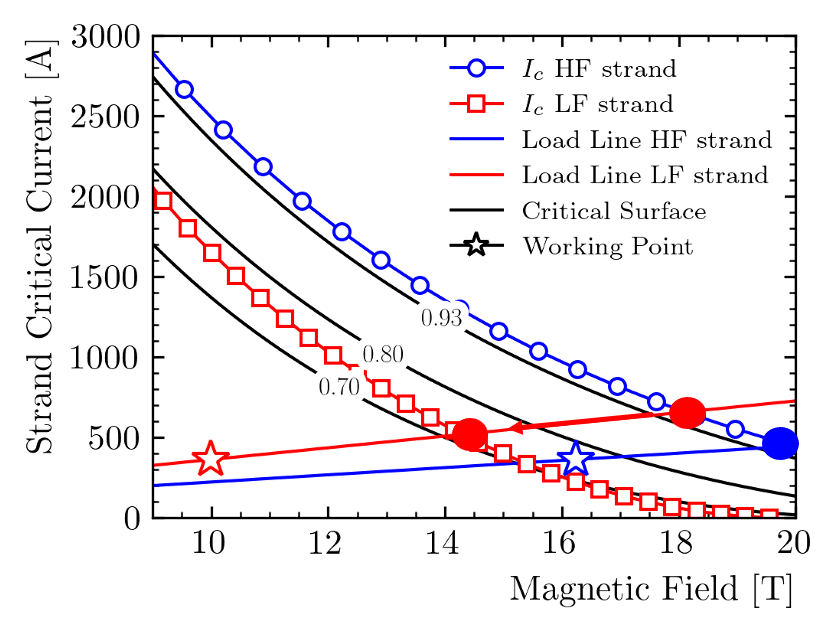 3000
2500
2000
1500
1000
500
0
Strand Critical Current [A]
I_c HF strand
I_c LF strand
Load Line HF strand
Load Line LF strand
Critical Surface
Working Point
0.93
0.80
0.70
10 12 14 16 18 20
Magnetic Field [T]